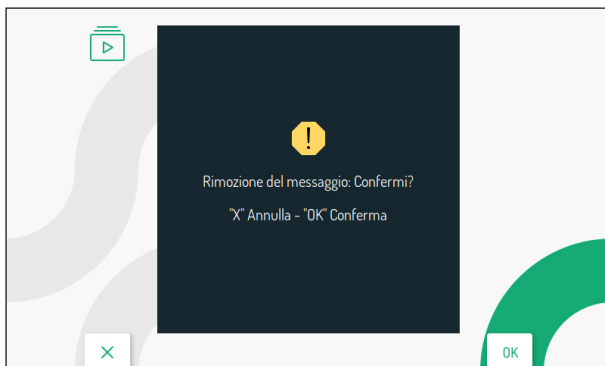 !
Rimozione del messaggio: Confermi?
"X" Annulla - "OK" Conferma
OK